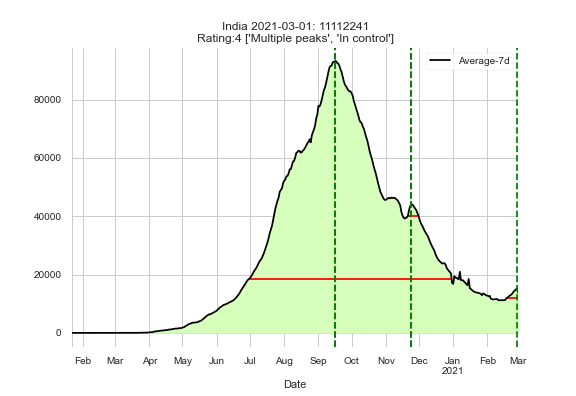 India 2021-03-01: 11112241
Rating:4 ['Multiple peaks', 'In control']
Average-7d
80000
60000
40000
20000
0
Feb Mar Apr May Jun Jul Aug Sep Oct Nov Dec Jan Feb Mar
2021
Date